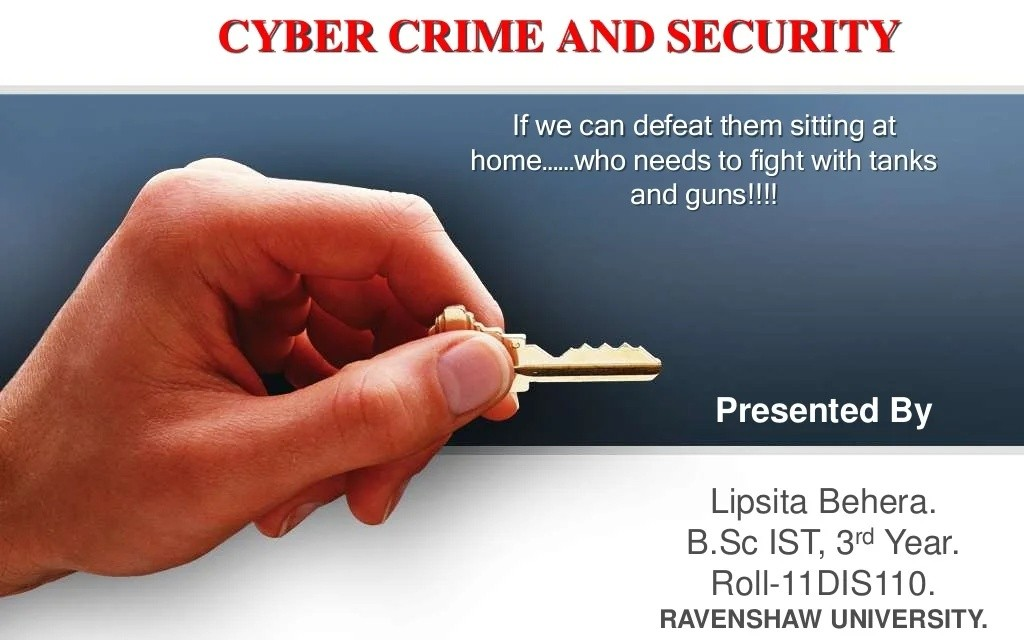 CYBER CRIME AND SECURITY
If we can defeat them sitting at
home......who needs to fight with tanks
and guns!!!!
Presented By
Lipsita Behera.
B.Sc IST, 3rd Year.
Roll-11DIS110.
RAVENSHAW UNIVERSITY.